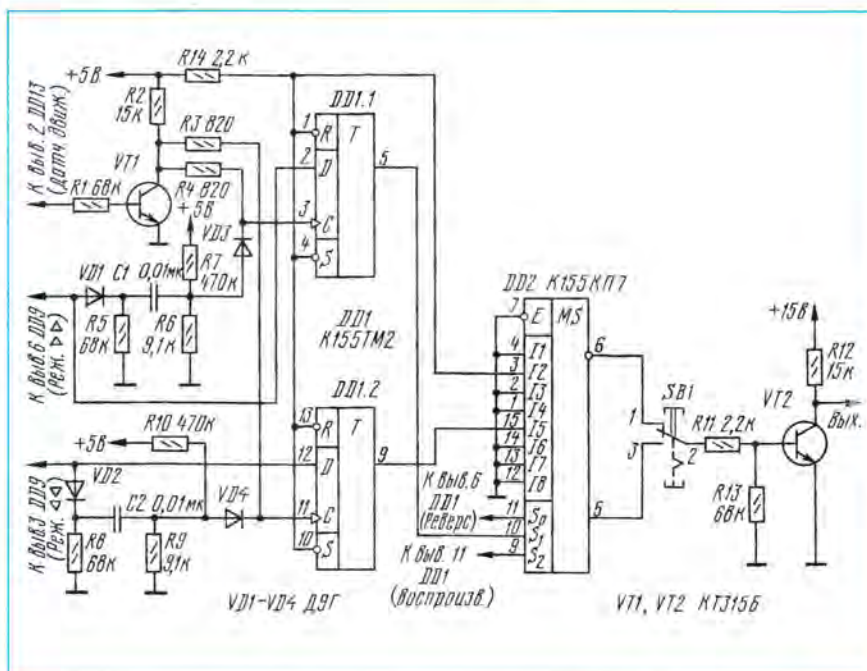 +5В
R14 2,2к
R2
15к
R3 820
VT1
R4 820
+5В
R1 68к
К выв. 2 DD13
(датч. движ.)
VD3
R7
470к
VD1
C1 0,01мк
R5
68к
R6
9,1к
К выв. 6 DD9
(Реж. ▷▷)
DD1.1
1
R
T
2
D
5
3
C
4
S
DD1
К155ТМ2
DD1.2
13
R
T
12
D
9
11
C
10
S
R10 470к
+5В
VD2
C2 0,01мк
VD4
R8
68к
R9
9,1к
К выв. 3 DD9
(Реж. ◁◁)
VD1-VD4 Д9Г
DD2 К155КП7
7
E
MS
4
I1
3
I2
2
I3
1
I4
15
I5
14
I6
13
I7
12
I8
11
S0
10
S1
9
S2
6
5
К выв. 6
DD1
(Реверс)
К выв. 11
DD1
(воспроизв.)
SB1
1
3
2
R11 2,2к
R13
68к
+15В
R12
15к
VT2
Вых.
VT1, VT2 КТ315Б